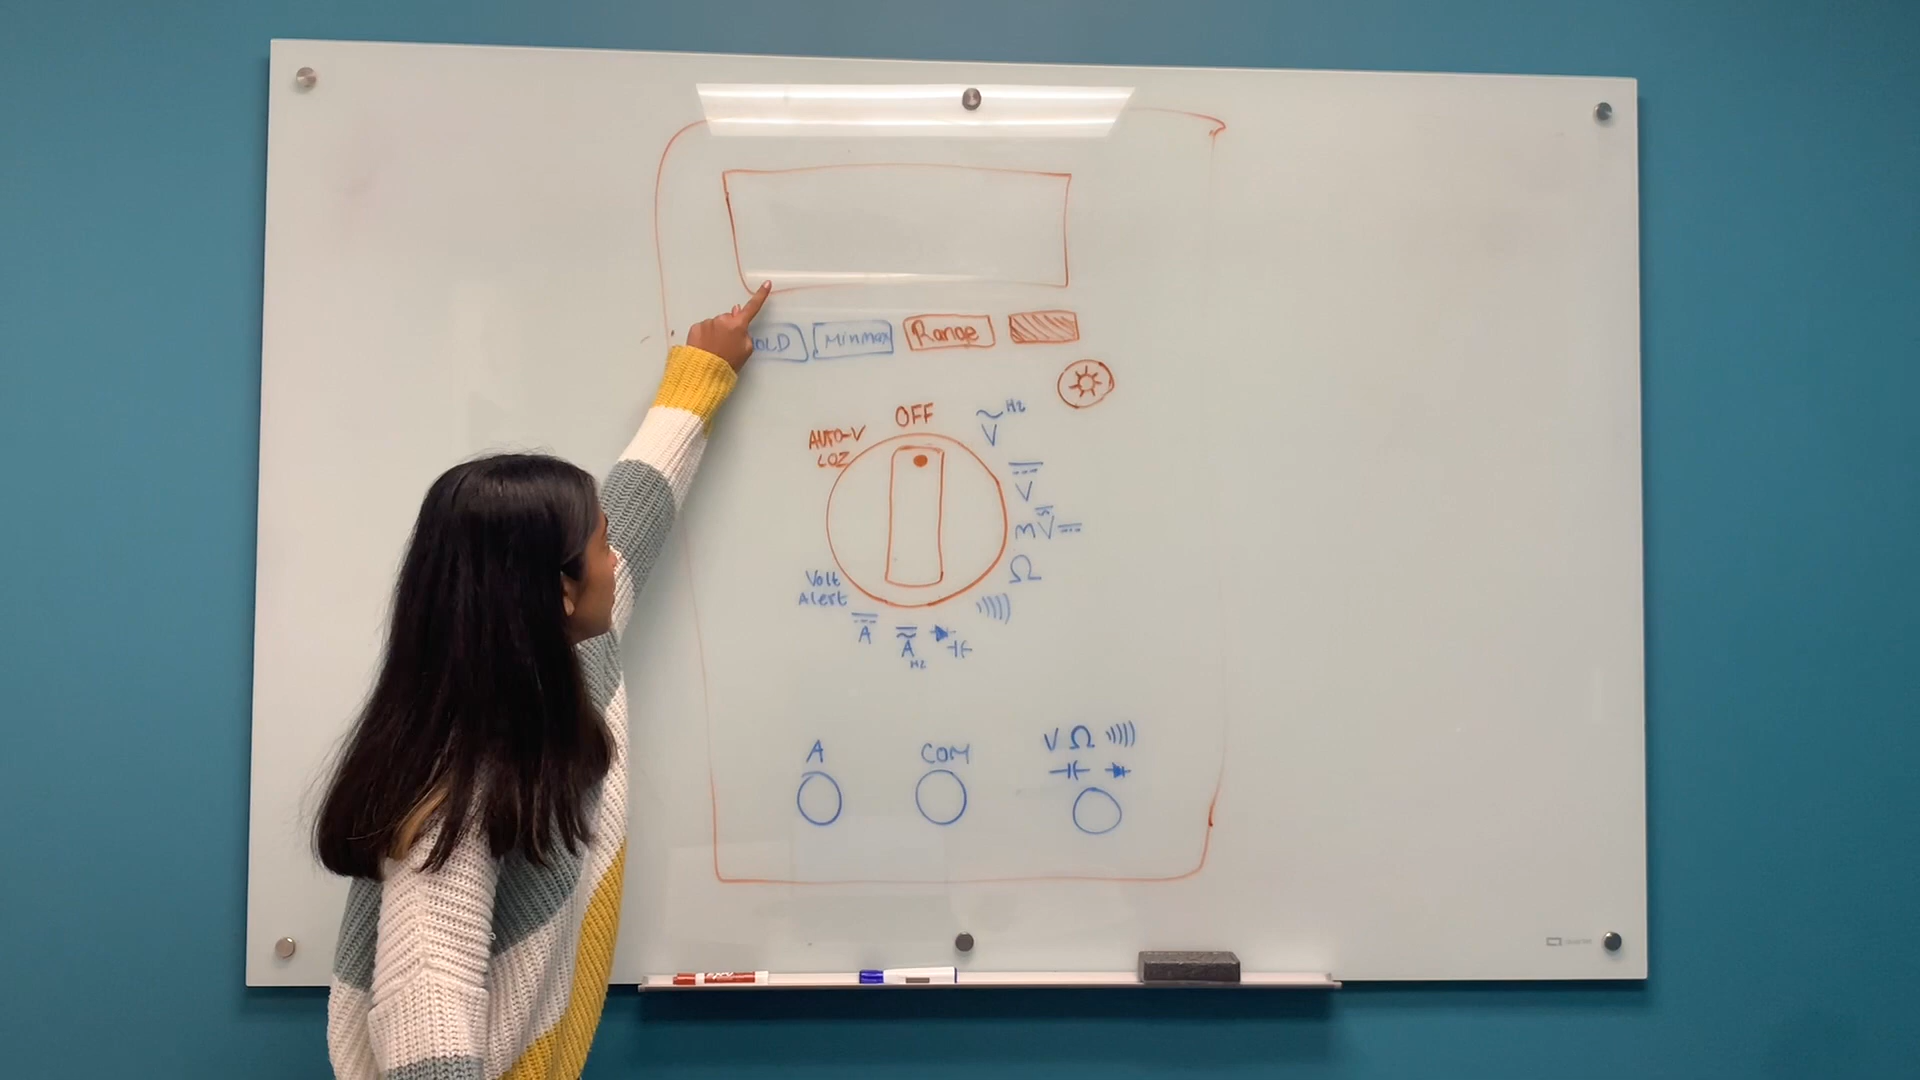 OLD Minmax Range
OFF
Hz
V
AUTO-V
LOZ
V
mV
Ω
Volt
Alert
A
A
Hz
A COM V Ω